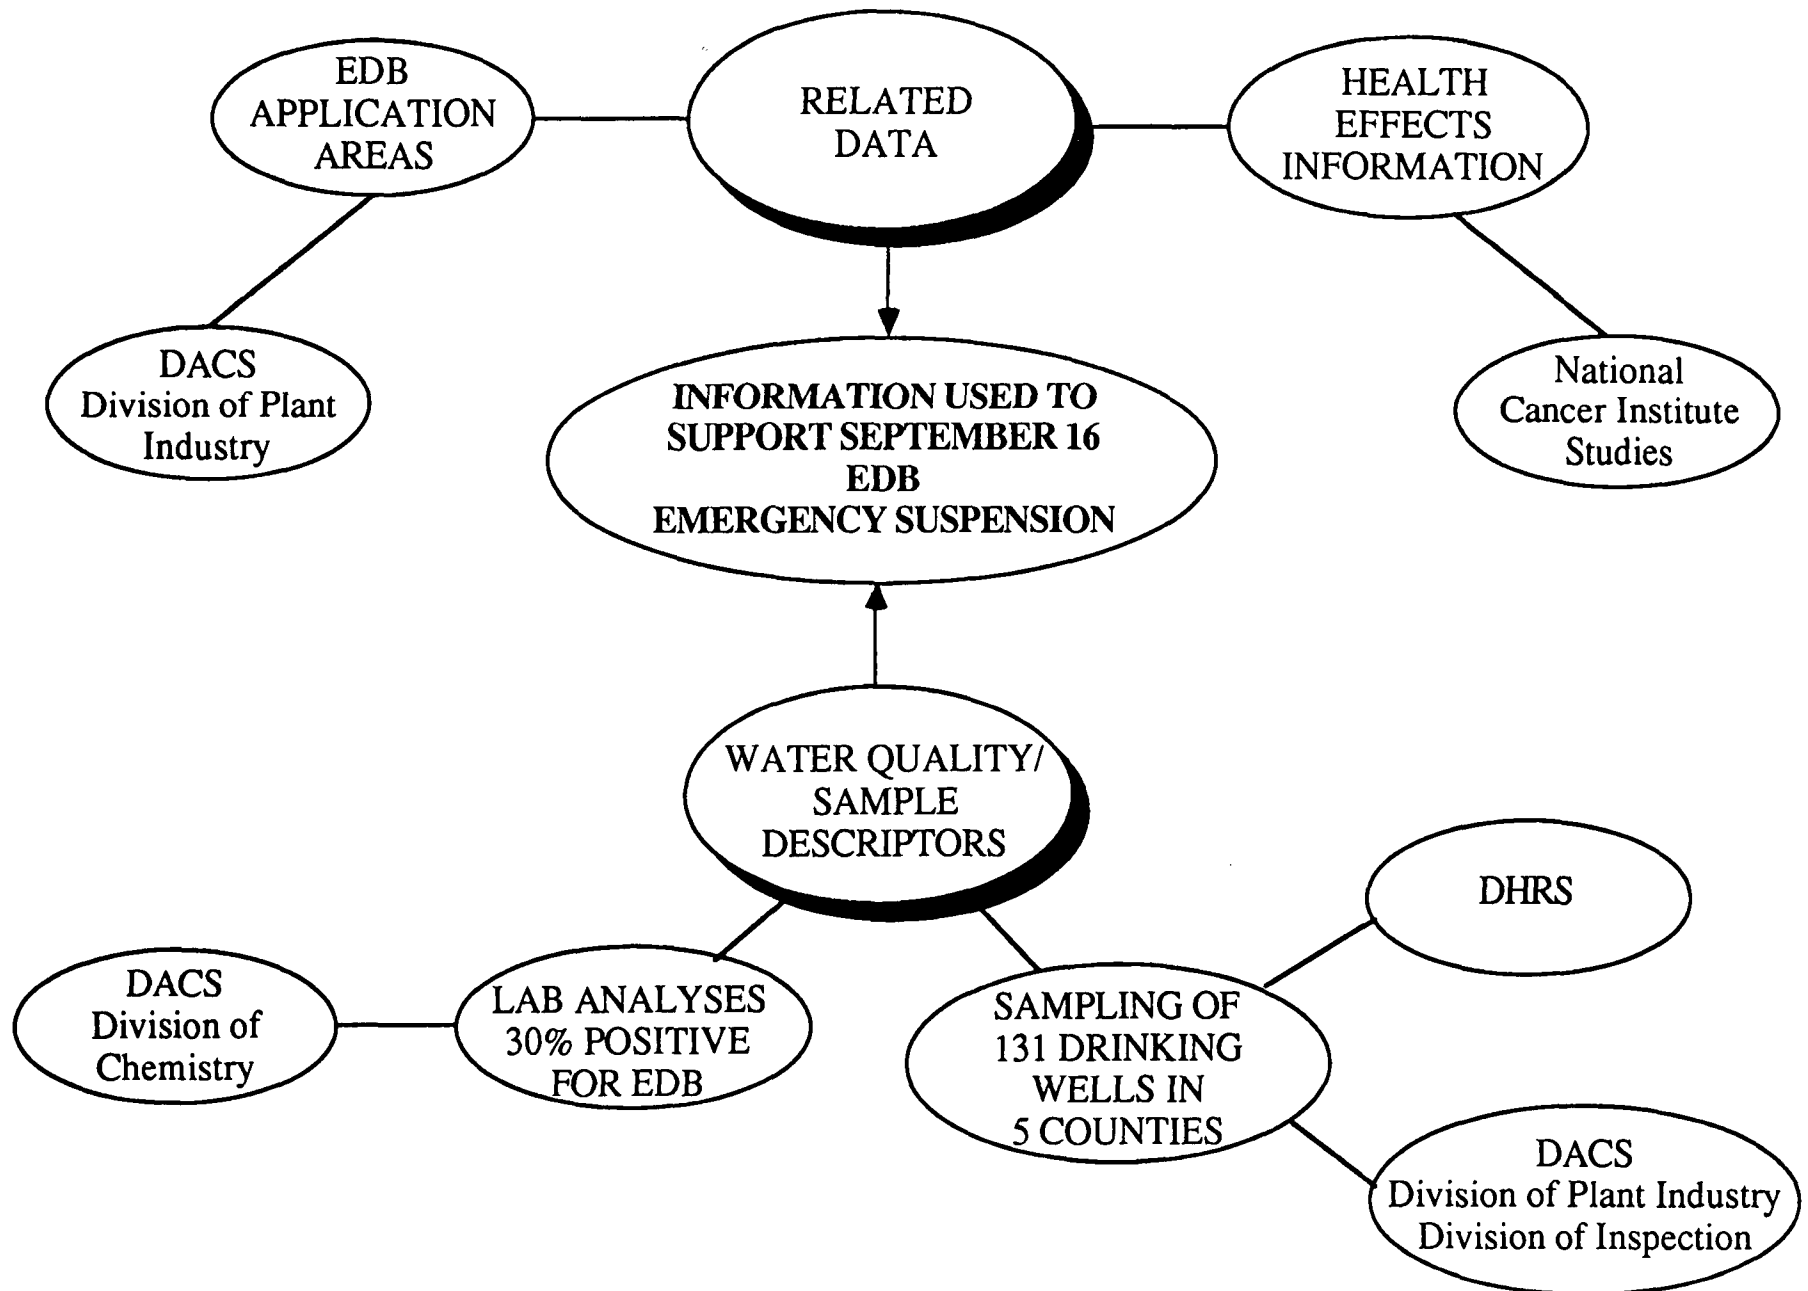 EDB
APPLICATION
AREAS
RELATED
DATA
HEALTH
EFFECTS
INFORMATION
DACS
Division of Plant
Industry
INFORMATION USED TO
SUPPORT SEPTEMBER 16
EDB
EMERGENCY SUSPENSION
National
Cancer Institute
Studies
WATER QUALITY/
SAMPLE
DESCRIPTORS
DHRS
DACS
Division of
Chemistry
LAB ANALYSES
30% POSITIVE
FOR EDB
SAMPLING OF
131 DRINKING
WELLS IN
5 COUNTIES
DACS
Division of Plant Industry
Division of Inspection